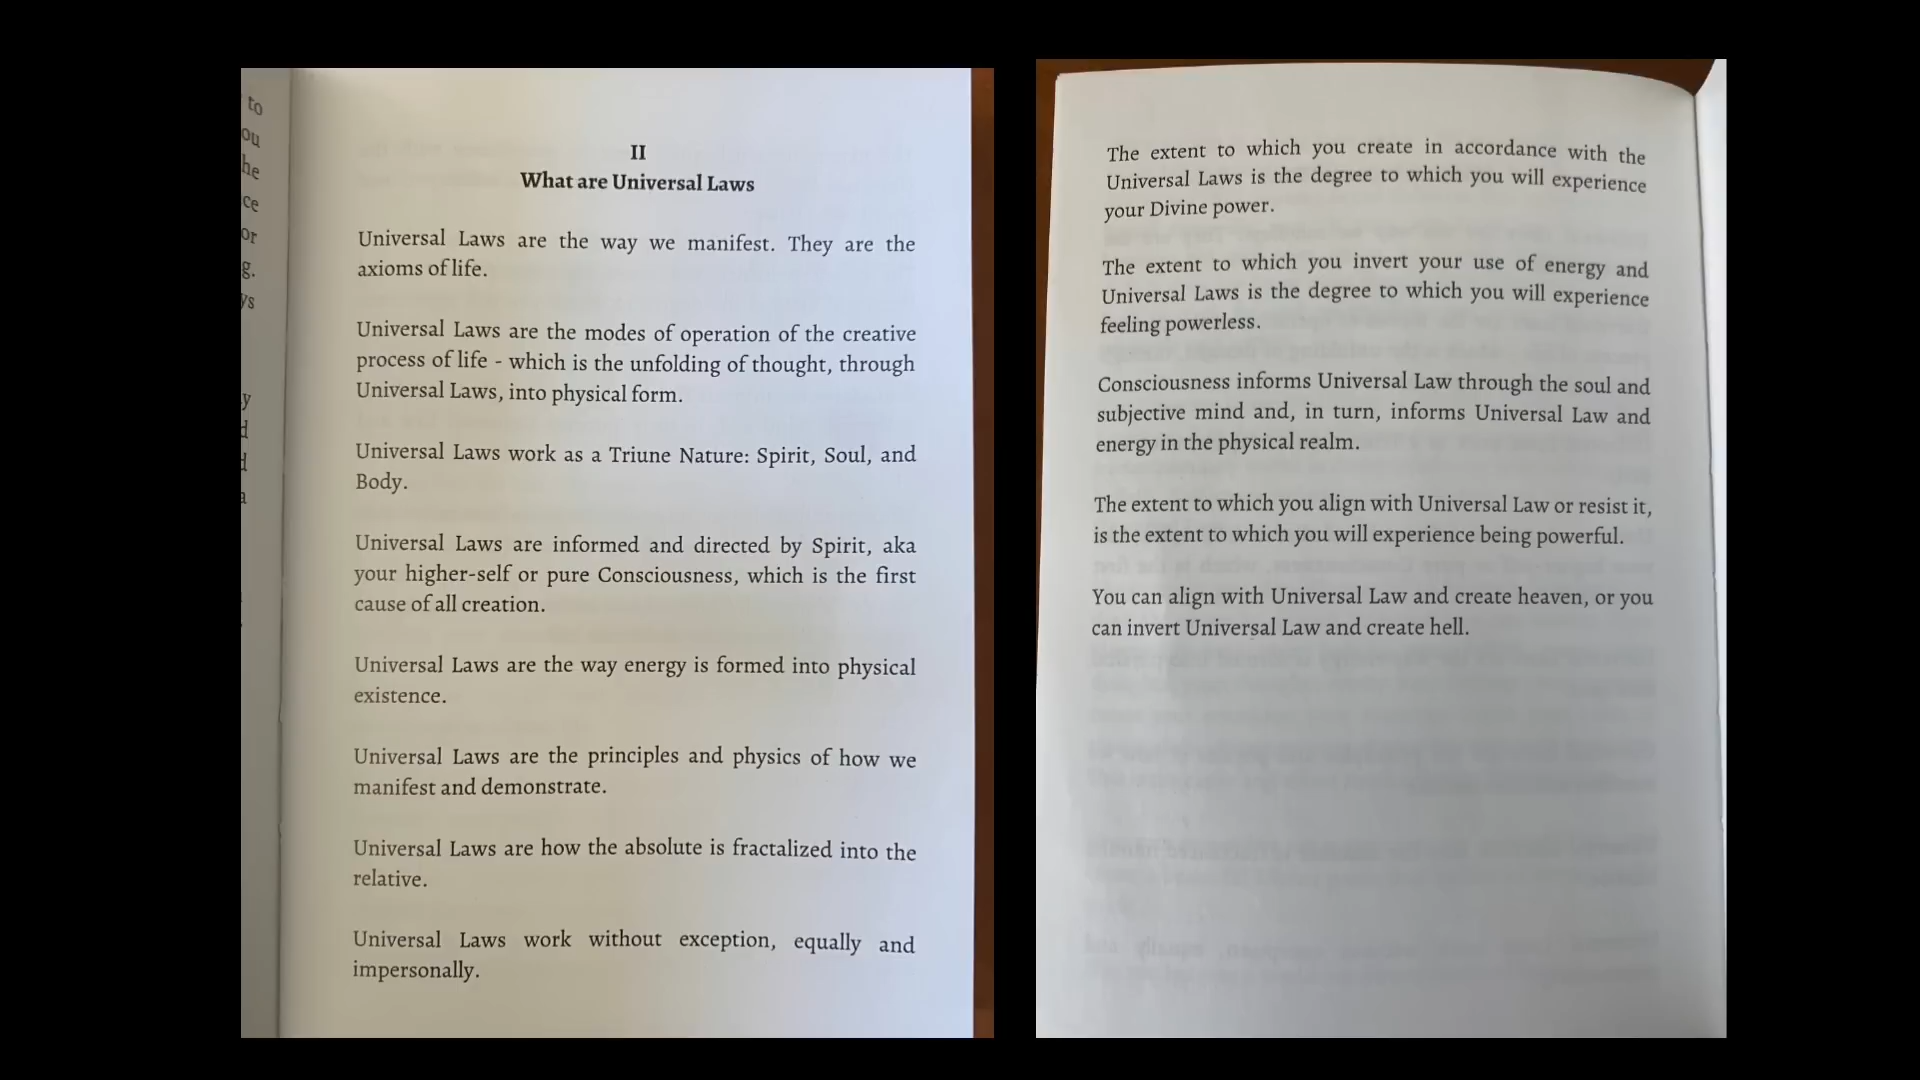 to
ou
he
ce
or
g.
ys
y
d
d
a
II
What are Universal Laws
Universal Laws are the way we manifest. They are the
axioms of life.
Universal Laws are the modes of operation of the creative
process of life - which is the unfolding of thought, through
Universal Laws, into physical form.
Universal Laws work as a Triune Nature: Spirit, Soul, and
Body.
Universal Laws are informed and directed by Spirit, aka
your higher-self or pure Consciousness, which is the first
cause of all creation.
Universal Laws are the way energy is formed into physical
existence.
Universal Laws are the principles and physics of how we
manifest and demonstrate.
Universal Laws are how the absolute is fractalized into the
relative.
Universal Laws work without exception, equally and
impersonally.
The extent to which you create in accordance with the
Universal Laws is the degree to which you will experience
your Divine power.
The extent to which you invert your use of energy and
Universal Laws is the degree to which you will experience
feeling powerless.
Consciousness informs Universal Law through the soul and
subjective mind and, in turn, informs Universal Law and
energy in the physical realm.
The extent to which you align with Universal Law or resist it,
is the extent to which you will experience being powerful.
You can align with Universal Law and create heaven, or you
can invert Universal Law and create hell.